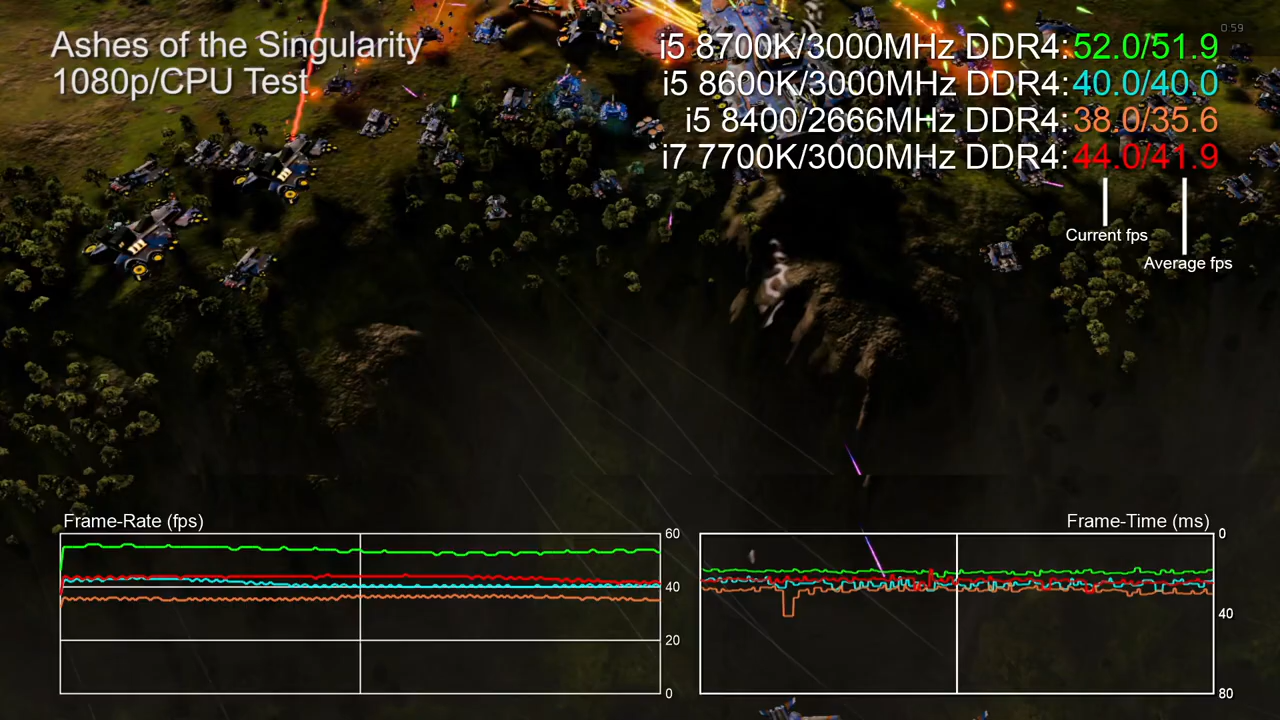 Ashes of the Singularity
1080p/CPU Test
0:59
i5 8700K/3000MHz DDR4: 52.0/51.9
i5 8600K/3000MHz DDR4: 40.0/40.0
i5 8400/2666MHz DDR4: 38.0/35.6
i7 7700K/3000MHz DDR4: 44.0/41.9
Current fps
Average fps
Frame-Rate (fps)
60
40
20
0
Frame-Time (ms)
0
40
80